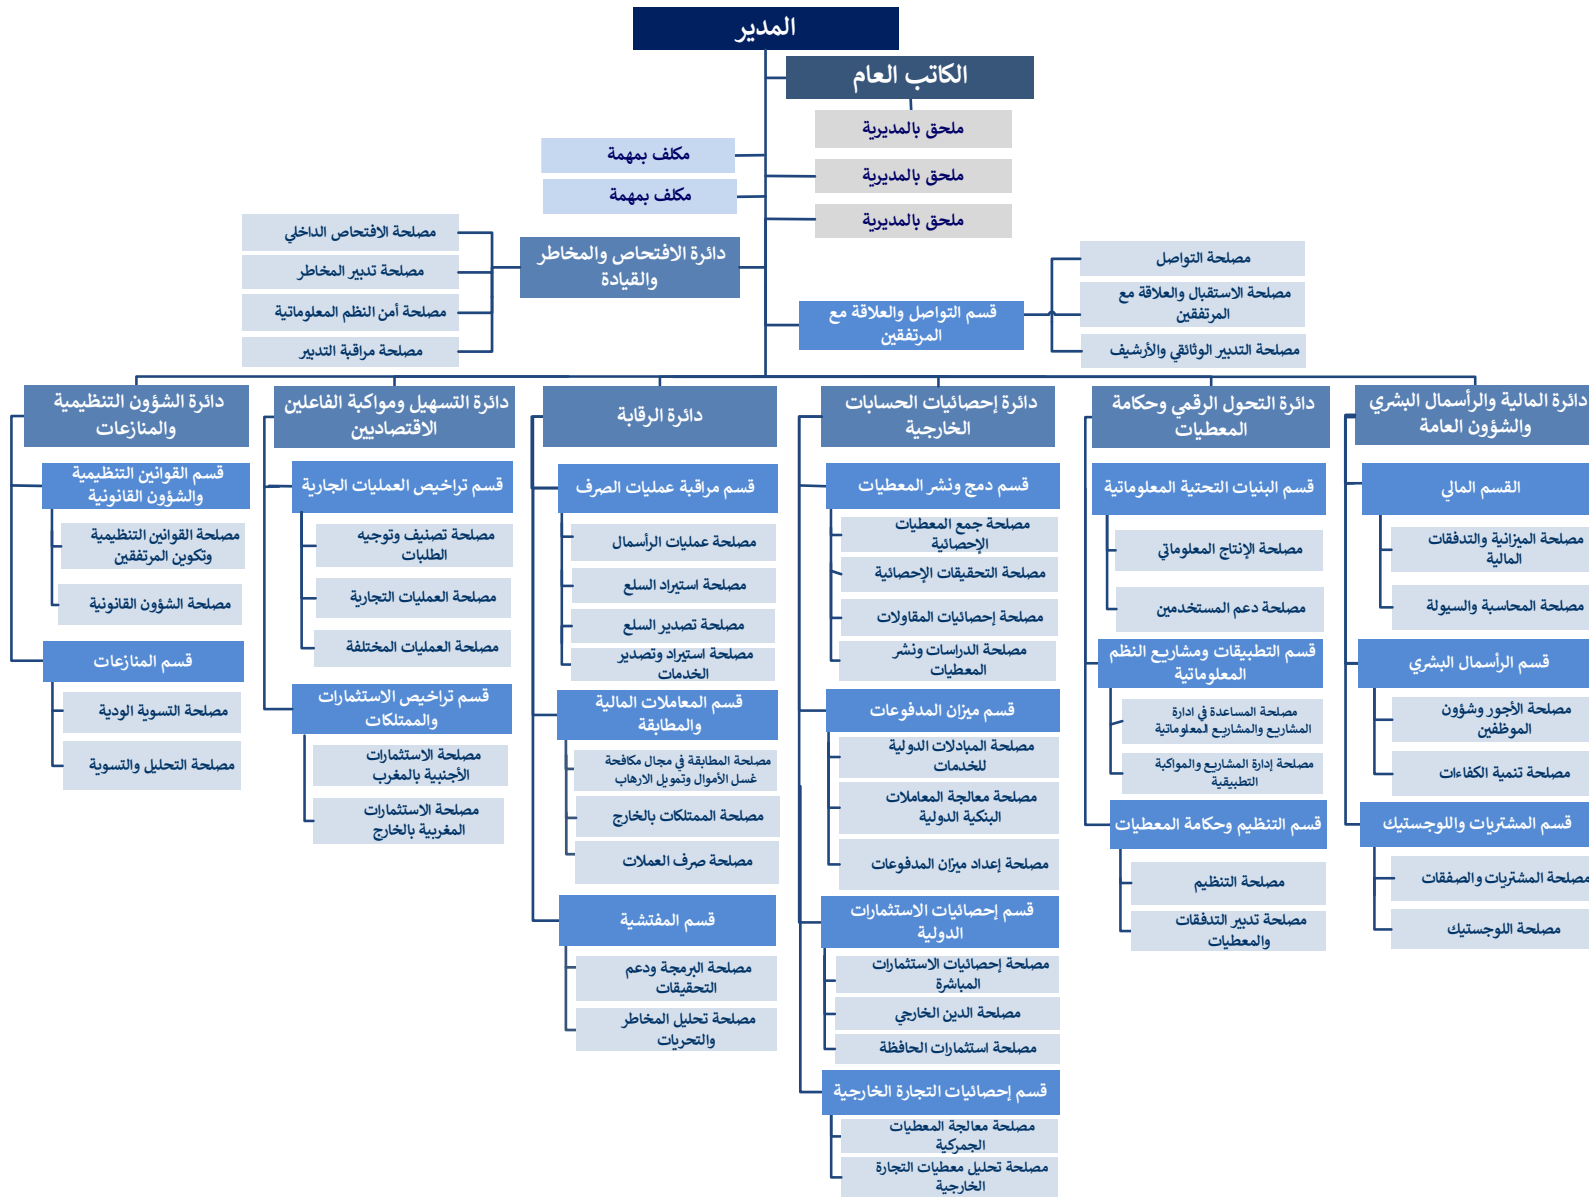 المدير
الكاتب العام
ملحق بالمديرية
مكلف بمهمة
ملحق بالمديرية
مكلف بمهمة
ملحق بالمديرية
دائرة الافتحاص والمخاطر
والقيادة
مصلحة الافتحاص الداخلي
مصلحة تدبير المخاطر
مصلحة أمن النظم المعلوماتية
مصلحة مراقبة التدبير
قسم التواصل والعلاقة مع
المرتفقين
مصلحة التواصل
مصلحة الاستقبال والعلاقة مع
المرتفقين
مصلحة التدبير الوثائقي والأرشيف
دائرة المالية والرأسمال البشري
والشؤون العامة
القسم المالي
مصلحة الميزانية والتدفقات
المالية
مصلحة المحاسبة والسيولة
قسم الرأسمال البشري
مصلحة الأجور وشؤون
الموظفين
مصلحة تنمية الكفاءات
قسم المشتريات واللوجستيك
مصلحة المشتريات والصفقات
مصلحة اللوجستيك
دائرة التحول الرقمي وحكامة
المعطيات
قسم البنيات التحتية المعلوماتية
مصلحة الإنتاج المعلوماتي
مصلحة دعم المستخدمين
قسم التطبيقات ومشاريع النظم
المعلوماتية
مصلحة المساعدة في ادارة
المشاريع والمشاريع المعلوماتية
مصلحة إدارة المشاريع والمواكبة
التطبيقية
قسم التنظيم وحكامة المعطيات
مصلحة التنظيم
مصلحة تدبير التدفقات
والمعطيات
دائرة إحصائيات الحسابات
الخارجية
قسم دمج ونشر المعطيات
مصلحة جمع المعطيات
الإحصائية
مصلحة التحقيقات الإحصائية
مصلحة إحصائيات المقاولات
مصلحة الدراسات ونشر
المعطيات
قسم ميزان المدفوعات
مصلحة المبادلات الدولية
للخدمات
مصلحة معالجة المعاملات
البنكية الدولية
مصلحة إعداد ميزان المدفوعات
قسم إحصائيات الاستثمارات
الدولية
مصلحة إحصائيات الاستثمارات
المباشرة
مصلحة الدين الخارجي
مصلحة استثمارات الحافظة
قسم إحصائيات التجارة الخارجية
مصلحة معالجة المعطيات
الجمركية
مصلحة تحليل معطيات التجارة
الخارجية
دائرة الرقابة
قسم مراقبة عمليات الصرف
مصلحة عمليات الرأسمال
مصلحة استيراد السلع
مصلحة تصدير السلع
مصلحة استيراد وتصدير
الخدمات
قسم المعاملات المالية
والمطابقة
مصلحة المطابقة في مجال مكافحة
غسل الأموال وتمويل الارهاب
مصلحة الممتلكات بالخارج
مصلحة صرف العملات
قسم المفتشية
مصلحة البرمجة ودعم
التحقيقات
مصلحة تحليل المخاطر
والتحريات
دائرة التسهيل ومواكبة الفاعلين
الاقتصاديين
قسم تراخيص العمليات الجارية
مصلحة تصنيف وتوجيه
الطلبات
مصلحة العمليات التجارية
مصلحة العمليات المختلفة
قسم تراخيص الاستثمارات
والممتلكات
مصلحة الاستثمارات
الأجنبية بالمغرب
مصلحة الاستثمارات
المغربية بالخارج
دائرة الشؤون التنظيمية
والمنازعات
قسم القوانين التنظيمية
والشؤون القانونية
مصلحة القوانين التنظيمية
وتكوين المرتفقين
مصلحة الشؤون القانونية
قسم المنازعات
مصلحة التسوية الودية
مصلحة التحليل والتسوية